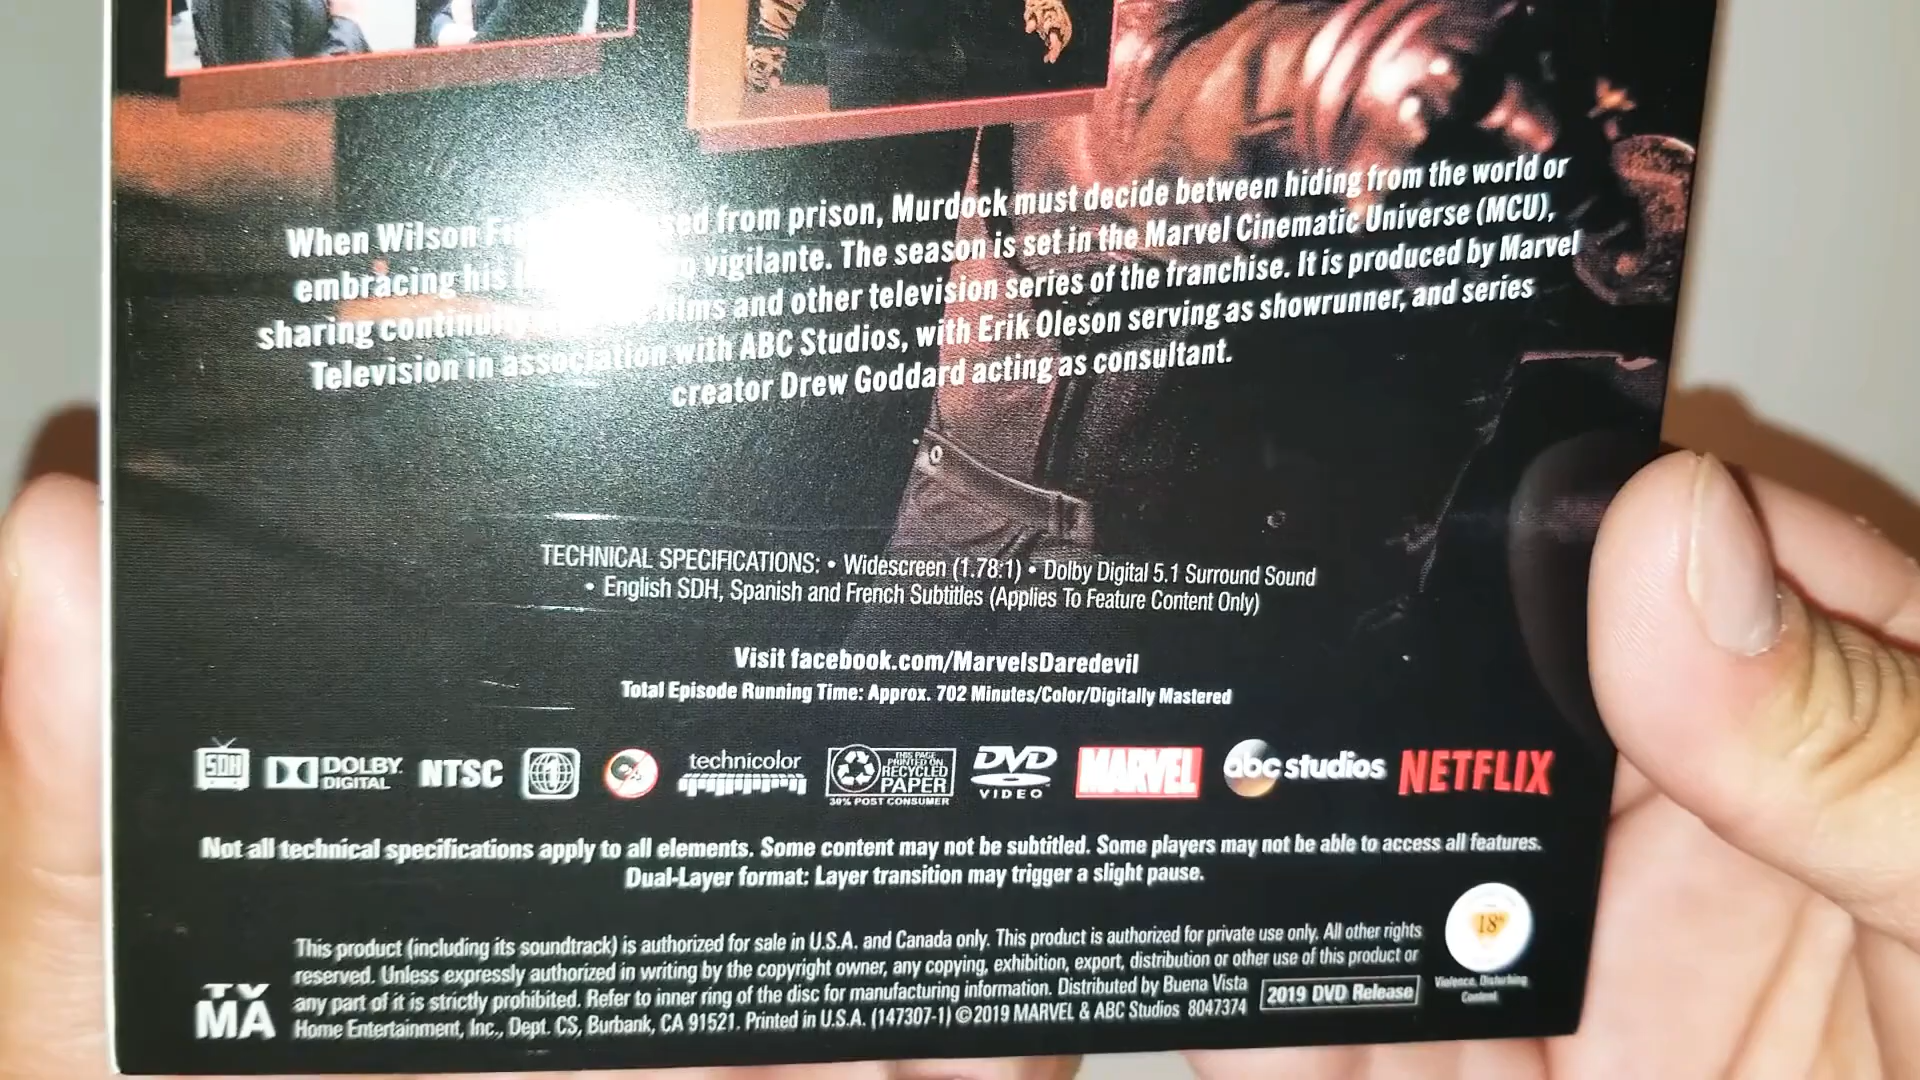 When Wilson from prison, Murdock must decide between hiding from the world or
embracing his vigilante. The season is set in the Marvel Cinematic Universe (MCU),
sharing continuity films and other television series of the franchise. It is produced by Marvel
Television in association with ABC Studios, with Erik Oleson serving as showrunner, and series
creator Drew Goddard acting as consultant.
TECHNICAL SPECIFICATIONS: • Widescreen (1.78:1) • Dolby Digital 5.1 Surround Sound
• English SDH, Spanish and French Subtitles (Applies To Feature Content Only)
Visit facebook.com/MarvelsDaredevil
Total Episode Running Time: Approx. 702 Minutes/Color/Digitally Mastered
SDH DOLBY DIGITAL NTSC 1 technicolor THIS PAGE PRINTED ON RECYCLED PAPER 30% POST CONSUMER DVD VIDEO MARVEL abc studios NETFLIX
Not all technical specifications apply to all elements. Some content may not be subtitled. Some players may not be able to access all features.
Dual-Layer format: Layer transition may trigger a slight pause.
This product (including its soundtrack) is authorized for sale in U.S.A. and Canada only. This product is authorized for private use only. All other rights
reserved. Unless expressly authorized in writing by the copyright owner, any copying, exhibition, export, distribution or other use of this product or
any part of it is strictly prohibited. Refer to inner ring of the disc for manufacturing information. Distributed by Buena Vista
Home Entertainment, Inc., Dept. CS, Burbank, CA 91521. Printed in U.S.A. (147307-1) ©2019 MARVEL & ABC Studios 8047374
TV
MA
2019 DVD Release
18
Violence, Disturbing
Content